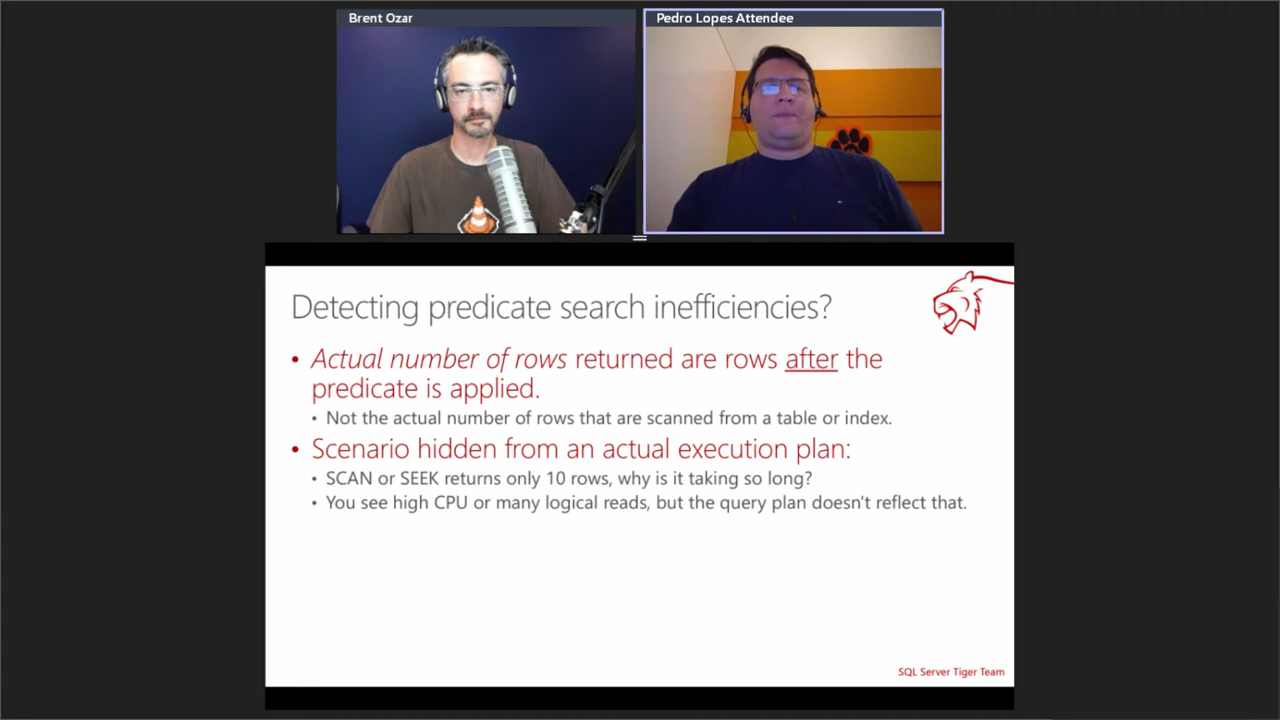 Brent Ozar
Pedro Lopes Attendee
Detecting predicate search inefficiencies?
• Actual number of rows returned are rows after the
predicate is applied.
• Not the actual number of rows that are scanned from a table or index.
• Scenario hidden from an actual execution plan:
• SCAN or SEEK returns only 10 rows, why is it taking so long?
• You see high CPU or many logical reads, but the query plan doesn't reflect that.
SQL Server Tiger Team